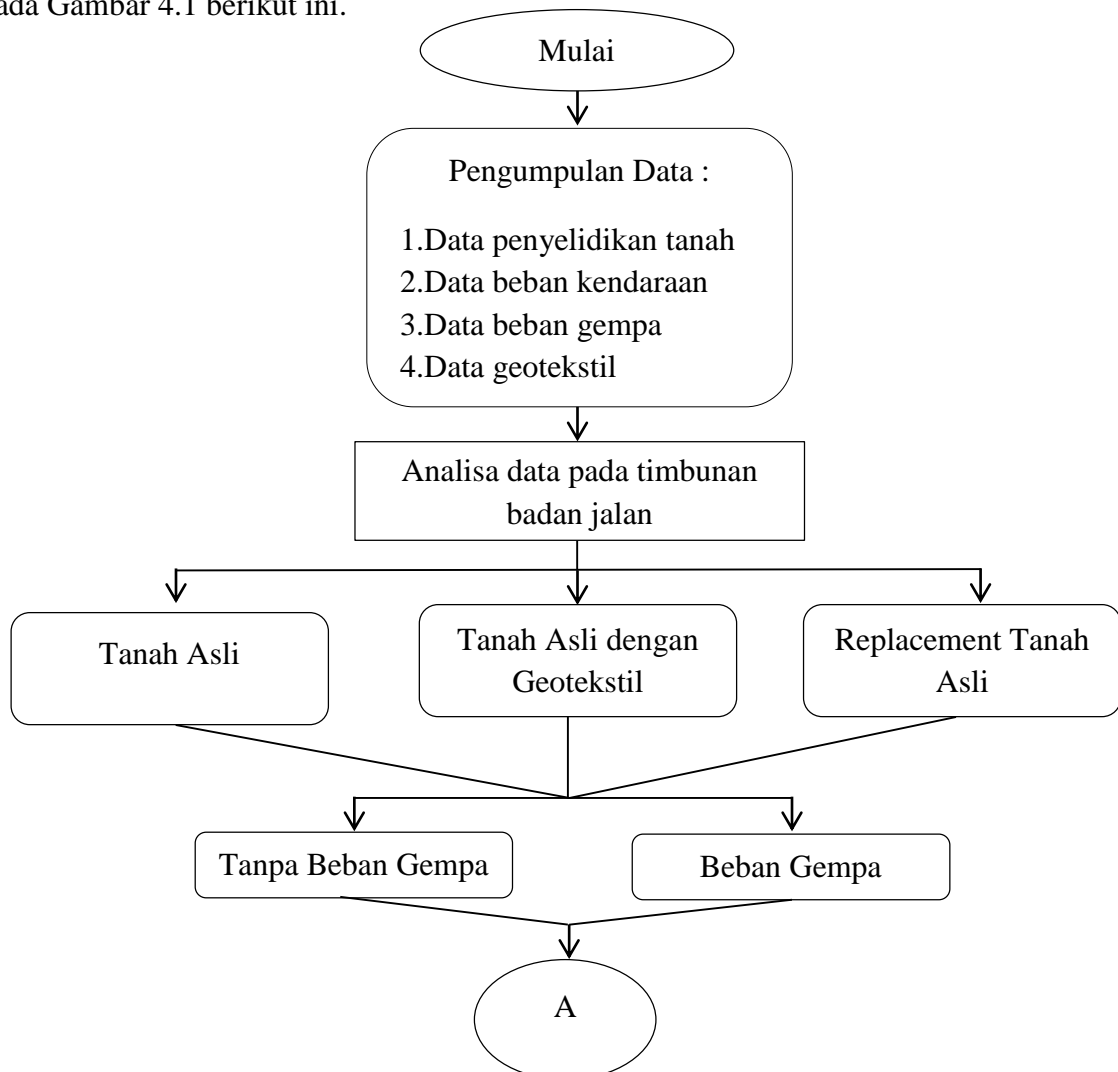 ada Gambar 4.1 berikut ini.
Mulai
Pengumpulan Data :
1.Data penyelidikan tanah
2.Data beban kendaraan
3.Data beban gempa
4.Data geotekstil
Analisa data pada timbunan
badan jalan
Tanah Asli
Tanah Asli dengan
Geotekstil
Replacement Tanah
Asli
Tanpa Beban Gempa
Beban Gempa
A